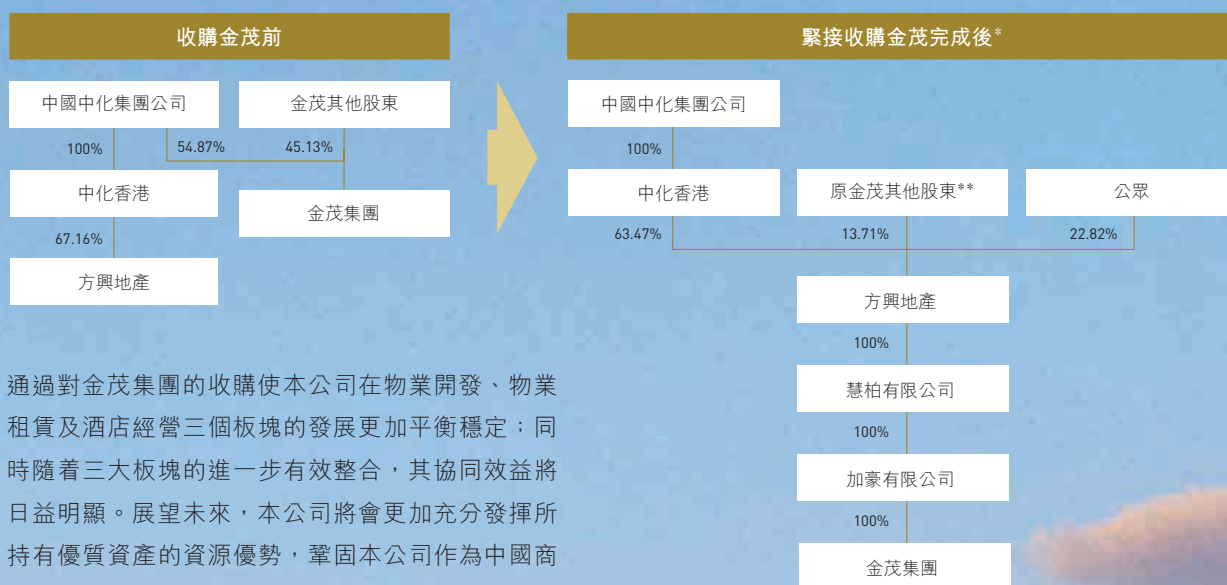 收購金茂前
中國中化集團公司
金茂其他股東
100%
54.87%
45.13%
中化香港
金茂集團
67.16%
方興地產
緊接收購金茂完成後*
中國中化集團公司
100%
中化香港
原金茂其他股東**
公眾
63.47%
13.71%
22.82%
方興地產
100%
慧柏有限公司
100%
加豪有限公司
100%
金茂集團
通過對金茂集團的收購使本公司在物業開發、物業
租賃及酒店經營三個板塊的發展更加平衡穩定；同
時隨着三大板塊的進一步有效整合，其協同效益將
日益明顯。展望未來，本公司將會更加充分發揮所
持有優質資產的資源優勢，鞏固本公司作為中國商